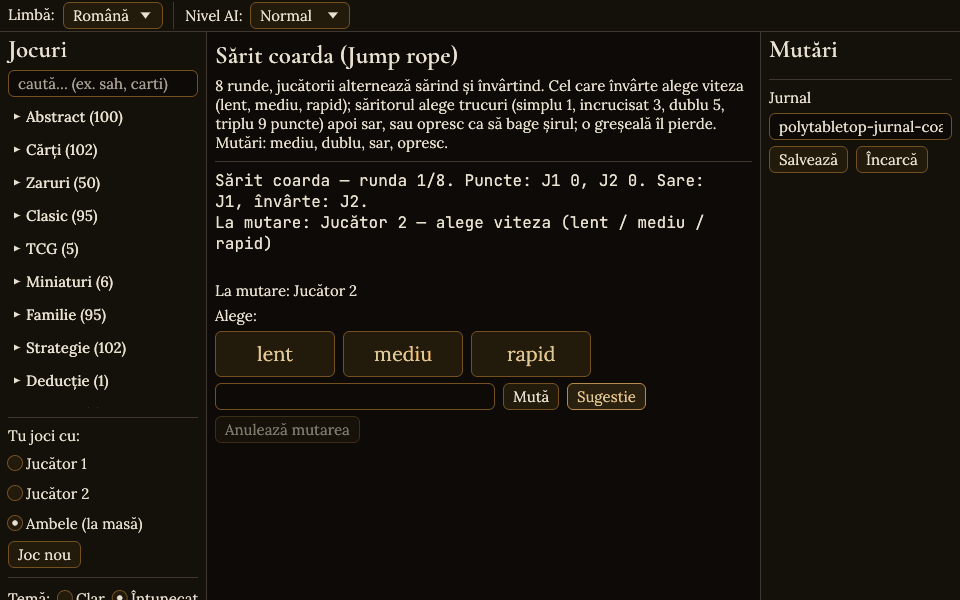 Limbă: Română Nivel AI: Normal
Jocuri
caută... (ex. sah, carti)
Abstract (100)
Cărți (102)
Zaruri (50)
Clasic (95)
TCG (5)
Miniaturi (6)
Familie (95)
Strategie (102)
Deducție (1)
Tu joci cu:
Jucător 1
Jucător 2
Ambele (la masă)
Joc nou
Temă: Clar Întunecat
Sărit coarda (Jump rope)
8 runde, jucătorii alternează sărind și învârtind. Cel care învârte alege viteza
(lent, mediu, rapid); săritorul alege trucuri (simplu 1, incrucisat 3, dublu 5,
triplu 9 puncte) apoi sar, sau opresc ca să bage șirul; o greșeală îl pierde.
Mutări: mediu, dublu, sar, opresc.
Sărit coarda — runda 1/8. Puncte: J1 0, J2 0. Sare:
J1, învârte: J2.
La mutare: Jucător 2 — alege viteza (lent / mediu /
rapid)
La mutare: Jucător 2
Alege:
lent mediu rapid
Mută Sugestie
Anulează mutarea
Mutări
Jurnal
polytabletop-jurnal-coa
Salvează Încarcă